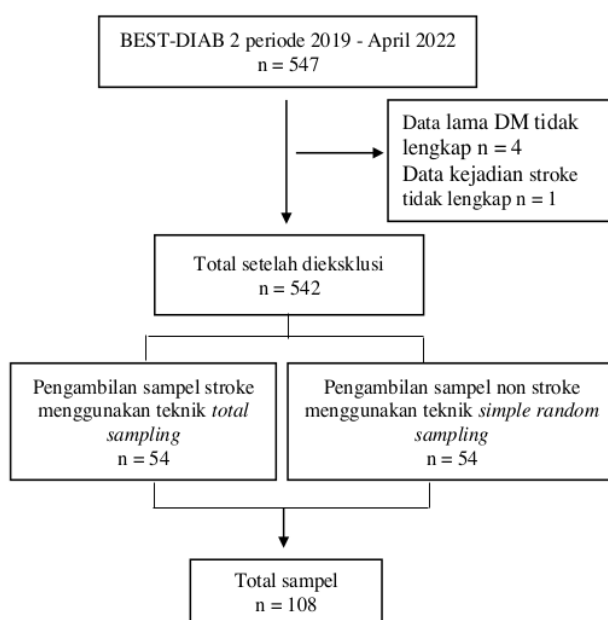 BEST-DIAB 2 periode 2019 - April 2022
n = 547
Data lama DM tidak
lengkap n = 4
Data kejadian stroke
tidak lengkap n = 1
Total setelah dieksklusi
n = 542
Pengambilan sampel stroke
menggunakan teknik total
sampling
n = 54
Pengambilan sampel non stroke
menggunakan teknik simple random
sampling
n = 54
Total sampel
n = 108